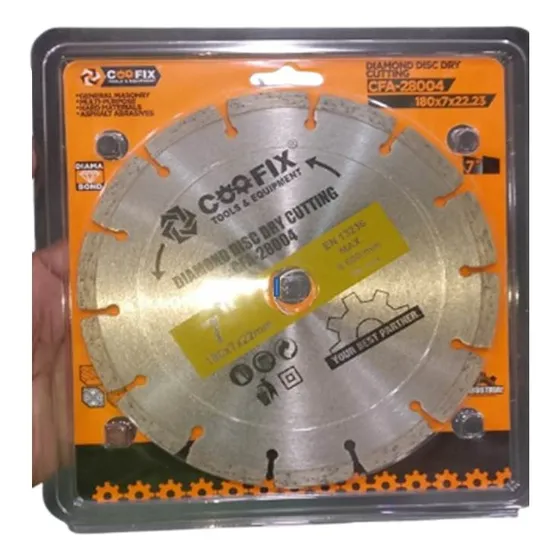 COOFIX
TOOLS & EQUIPMENT
•GENERAL MASONRY
•MULTI-PURPOSE
•HARD MATERIALS
•ASPHALT ABRASIVES
DIAMOND DISC DRY
CUTTING
CFA-28004
180x7x22.23
DIAMA
BOND
7"
COOFIX
TOOLS & EQUIPMENT
DIAMOND DISC DRY CUTTING
CFA-28004
EN 13236
MAX
7"
180x7x22mm
YOUR BEST PARTNER